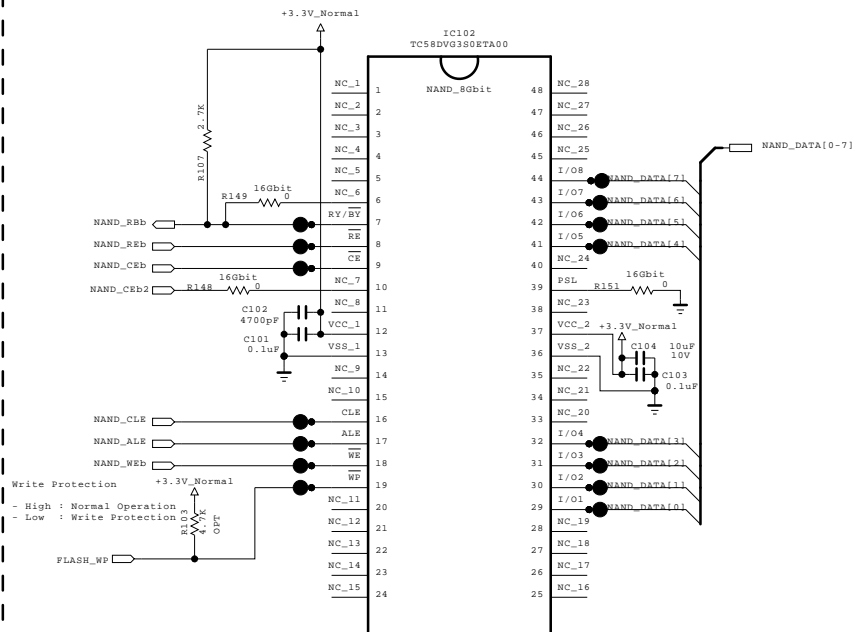 +3.3V_Normal
IC102
TC58DVG3S0ETA00
NAND_8Gbit
NC_1
1
NC_2
2
NC_3
3
NC_4
4
NC_5
5
NC_6
6
RY/BY
7
RE
8
CE
9
NC_7
10
NC_8
11
VCC_1
12
VSS_1
13
NC_9
14
NC_10
15
CLE
16
ALE
17
WE
18
WP
19
NC_11
20
NC_12
21
NC_13
22
NC_14
23
NC_15
24
48
NC_28
47
NC_27
46
NC_26
45
NC_25
44
I/O8
43
I/O7
42
I/O6
41
I/O5
40
NC_24
39
PSL
38
NC_23
37
VCC_2
36
VSS_2
35
NC_22
34
NC_21
33
NC_20
32
I/O4
31
I/O3
30
I/O2
29
I/O1
28
NC_19
27
NC_18
26
NC_17
25
NC_16
R107
2.7K
R149
16Gbit
0
NAND_RBb
NAND_REb
NAND_CEb
NAND_CEb2
R148
16Gbit
0
C102
4700pF
C101
0.1uF
NAND_CLE
NAND_ALE
NAND_WEb
Write Protection
- High : Normal Operation
- Low : Write Protection
+3.3V_Normal
R103
4.7K
OPT
FLASH_WP
NAND_DATA[0-7]
NAND_DATA[7]
NAND_DATA[6]
NAND_DATA[5]
NAND_DATA[4]
R151
16Gbit
0
+3.3V_Normal
C104
10uF
10V
C103
0.1uF
NAND_DATA[3]
NAND_DATA[2]
NAND_DATA[1]
NAND_DATA[0]